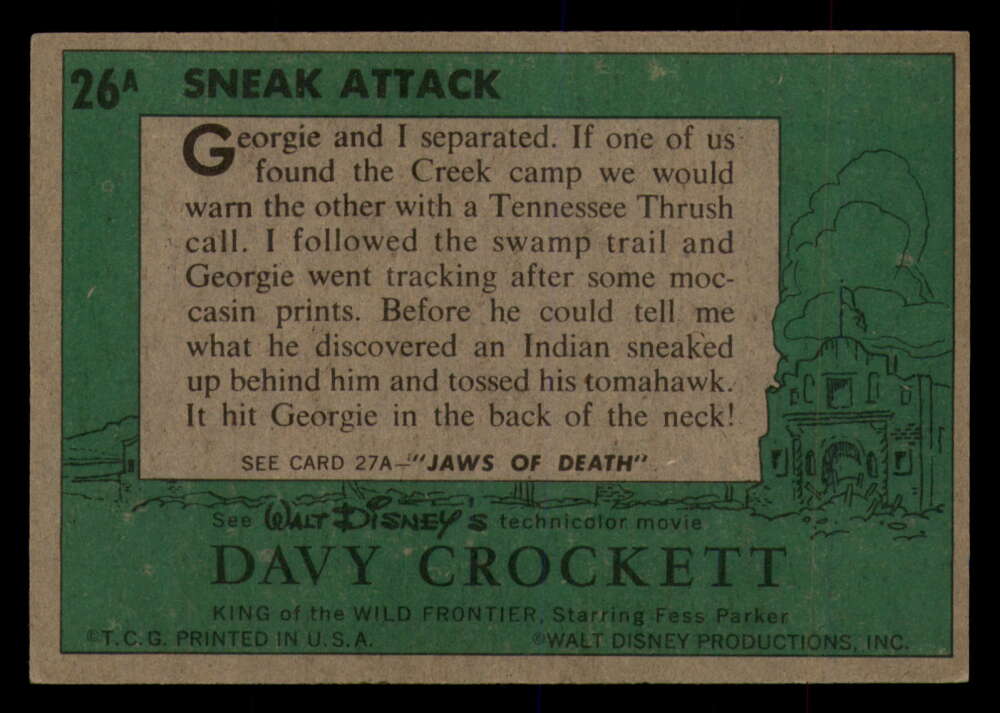 26A SNEAK ATTACK
Georgie and I separated. If one of us
found the Creek camp we would
warn the other with a Tennessee Thrush
call. I followed the swamp trail and
Georgie went tracking after some moc-
casin prints. Before he could tell me
what he discovered an Indian sneaked
up behind him and tossed his tomahawk.
It hit Georgie in the back of the neck!
SEE CARD 27A—"JAWS OF DEATH"
See WALT DISNEY'S technicolor movie
DAVY CROCKETT
KING of the WILD FRONTIER, Starring Fess Parker
©T.C.G. PRINTED IN U.S.A. ©WALT DISNEY PRODUCTIONS, INC.